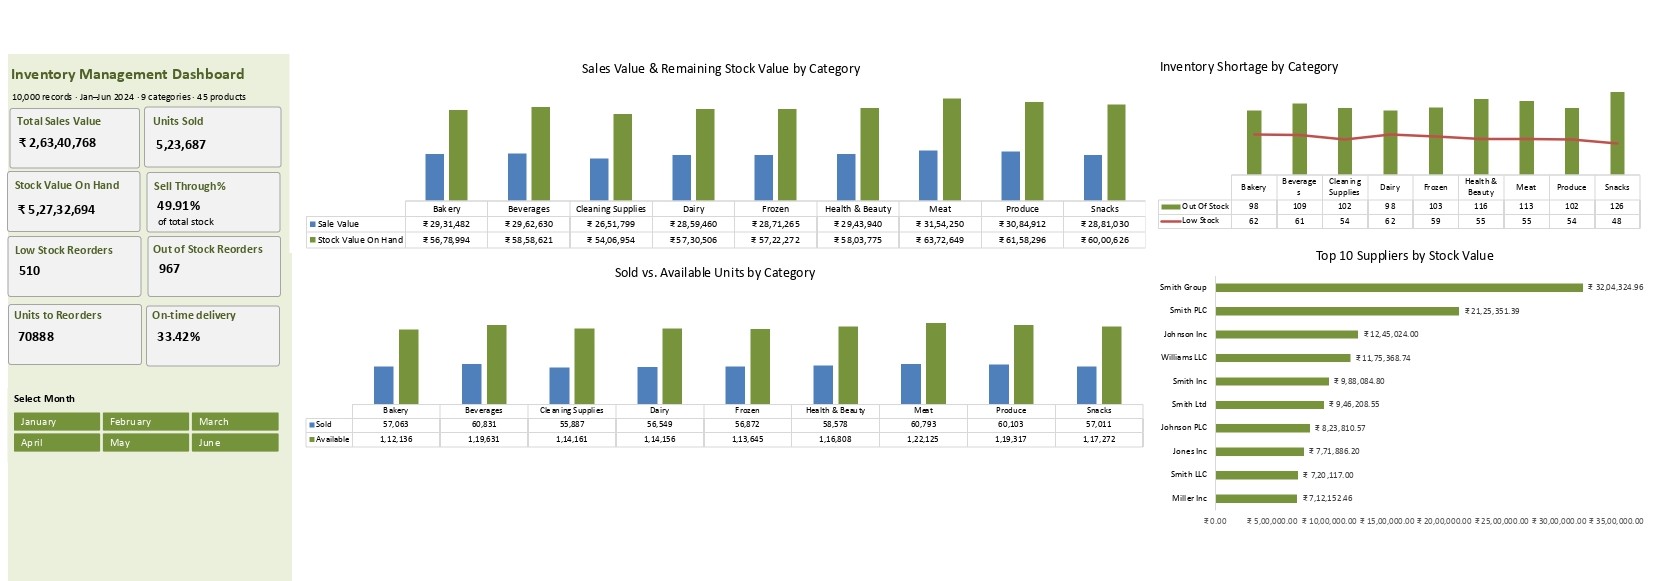 Inventory Management Dashboard
10,000 records · Jan–Jun 2024 · 9 categories · 45 products
Total Sales Value
₹ 2,63,40,768
Units Sold
5,23,687
Stock Value On Hand
₹ 5,27,32,694
Sell Through%
49.91%
of total stock
Low Stock Reorders
510
Out of Stock Reorders
967
Units to Reorders
70888
On-time delivery
33.42%
Select Month
January February March
April May June
Sales Value & Remaining Stock Value by Category
Bakery Beverages Cleaning Supplies Dairy Frozen Health & Beauty Meat Produce Snacks
Sale Value ₹ 29,31,482 ₹ 29,62,630 ₹ 26,51,799 ₹ 28,59,460 ₹ 28,71,265 ₹ 29,43,940 ₹ 31,54,250 ₹ 30,84,912 ₹ 28,81,030
Stock Value On Hand ₹ 56,78,994 ₹ 58,58,621 ₹ 54,06,954 ₹ 57,30,506 ₹ 57,22,272 ₹ 58,03,775 ₹ 63,72,649 ₹ 61,58,296 ₹ 60,00,626
Sold vs. Available Units by Category
Bakery Beverages Cleaning Supplies Dairy Frozen Health & Beauty Meat Produce Snacks
Sold 57,063 60,831 55,887 56,549 56,872 58,578 60,793 60,103 57,011
Available 1,12,136 1,19,631 1,14,161 1,14,156 1,13,645 1,16,808 1,22,125 1,19,317 1,17,272
Inventory Shortage by Category
Bakery Beverage s Cleaning Supplies Dairy Frozen Health & Beauty Meat Produce Snacks
Out Of Stock 98 109 102 98 103 116 113 102 126
Low Stock 62 61 54 62 59 55 55 54 48
Top 10 Suppliers by Stock Value
Smith Group ₹ 32,04,324.96
Smith PLC ₹ 21,25,351.39
Johnson Inc ₹ 12,45,024.00
Williams LLC ₹ 11,75,368.74
Smith Inc ₹ 9,88,084.80
Smith Ltd ₹ 9,46,208.55
Johnson PLC ₹ 8,23,810.57
Jones Inc ₹ 7,71,886.20
Smith LLC ₹ 7,20,117.00
Miller Inc ₹ 7,12,152.46
₹ 0.00 ₹ 5,00,000.00 ₹ 10,00,000.00 ₹ 15,00,000.00 ₹ 20,00,000.00 ₹ 25,00,000.00 ₹ 30,00,000.00 ₹ 35,00,000.00